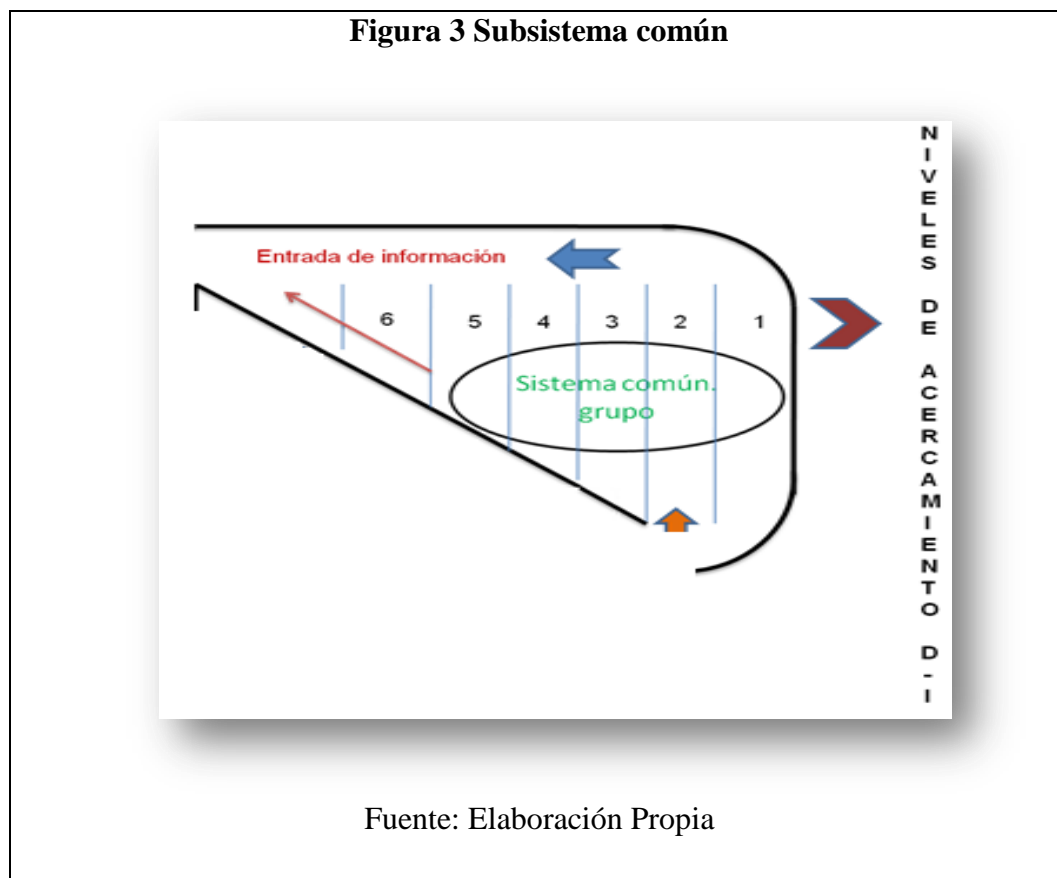 Figura 3 Subsistema común
Entrada de información
6 5 4 3 2 1
Sistema común.
grupo
NIVELES DE ACERCAMIENTO D-I
Fuente: Elaboración Propia